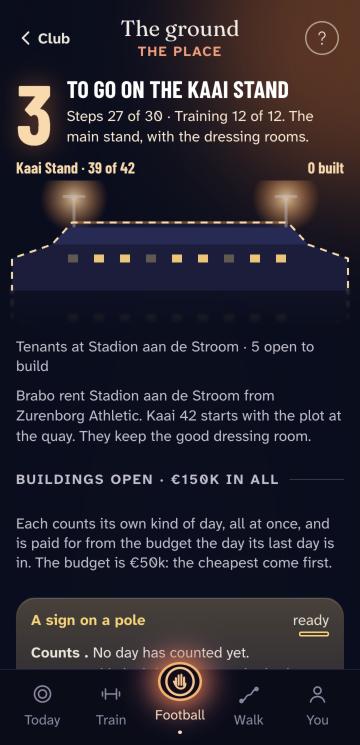 Club
The ground
THE PLACE
?
3
TO GO ON THE KAAI STAND
Steps 27 of 30 · Training 12 of 12. The
main stand, with the dressing rooms.
Kaai Stand · 39 of 42
0 built
Tenants at Stadion aan de Stroom · 5 open to
build
Brabo rent Stadion aan de Stroom from
Zurenborg Athletic. Kaai 42 starts with the plot at
the quay. They keep the good dressing room.
BUILDINGS OPEN · €150K IN ALL
Each counts its own kind of day, all at once, and
is paid for from the budget the day its last day is
in. The budget is €50k: the cheapest come first.
A sign on a pole
ready
Counts . No day has counted yet.
Today
Train
Football
Walk
You